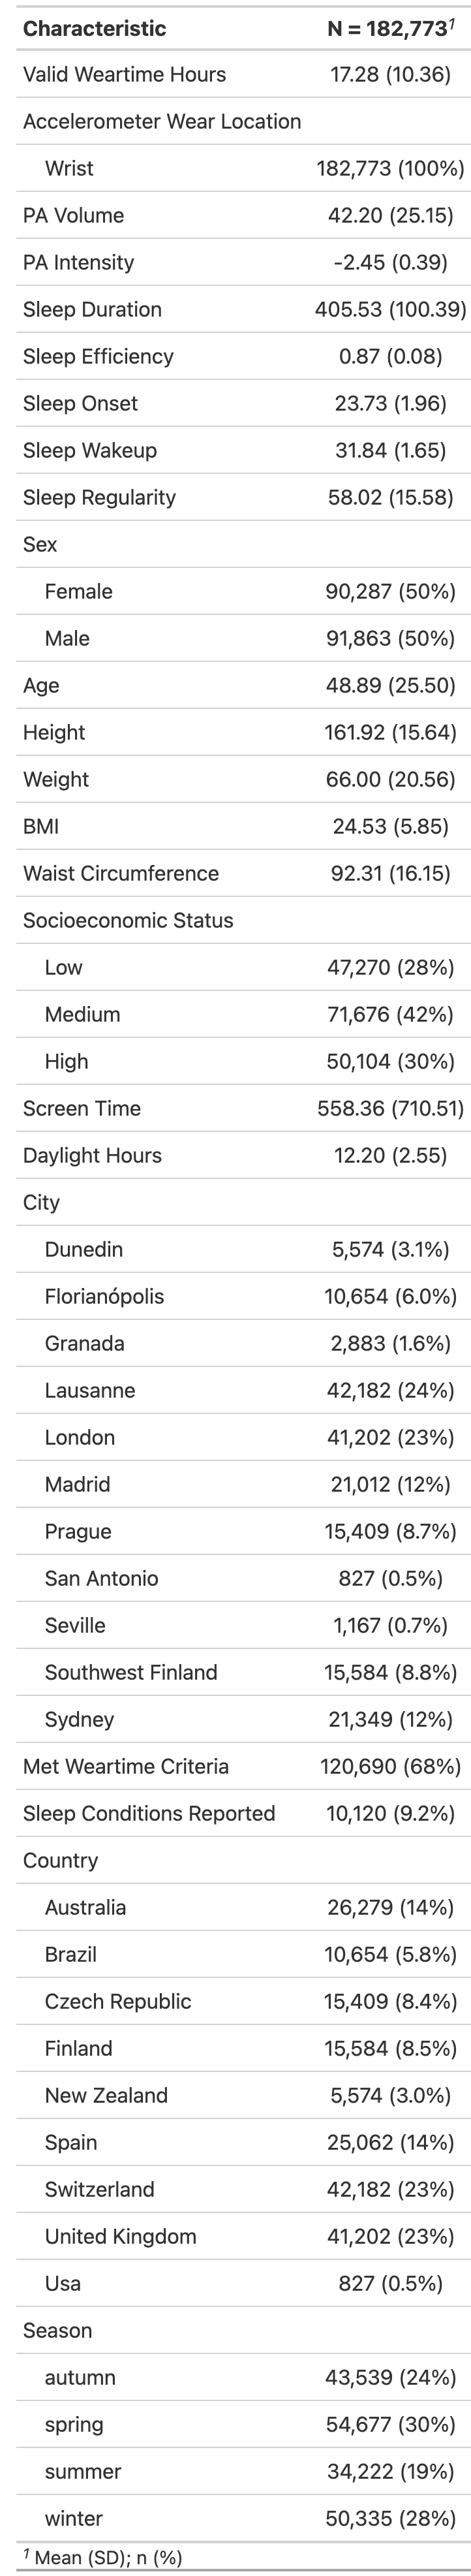 Characteristic N = 182,773¹
Valid Weartime Hours 17.28 (10.36)
Accelerometer Wear Location
Wrist 182,773 (100%)
PA Volume 42.20 (25.15)
PA Intensity -2.45 (0.39)
Sleep Duration 405.53 (100.39)
Sleep Efficiency 0.87 (0.08)
Sleep Onset 23.73 (1.96)
Sleep Wakeup 31.84 (1.65)
Sleep Regularity 58.02 (15.58)
Sex
Female 90,287 (50%)
Male 91,863 (50%)
Age 48.89 (25.50)
Height 161.92 (15.64)
Weight 66.00 (20.56)
BMI 24.53 (5.85)
Waist Circumference 92.31 (16.15)
Socioeconomic Status
Low 47,270 (28%)
Medium 71,676 (42%)
High 50,104 (30%)
Screen Time 558.36 (710.51)
Daylight Hours 12.20 (2.55)
City
Dunedin 5,574 (3.1%)
Florianópolis 10,654 (6.0%)
Granada 2,883 (1.6%)
Lausanne 42,182 (24%)
London 41,202 (23%)
Madrid 21,012 (12%)
Prague 15,409 (8.7%)
San Antonio 827 (0.5%)
Seville 1,167 (0.7%)
Southwest Finland 15,584 (8.8%)
Sydney 21,349 (12%)
Met Weartime Criteria 120,690 (68%)
Sleep Conditions Reported 10,120 (9.2%)
Country
Australia 26,279 (14%)
Brazil 10,654 (5.8%)
Czech Republic 15,409 (8.4%)
Finland 15,584 (8.5%)
New Zealand 5,574 (3.0%)
Spain 25,062 (14%)
Switzerland 42,182 (23%)
United Kingdom 41,202 (23%)
Usa 827 (0.5%)
Season
autumn 43,539 (24%)
spring 54,677 (30%)
summer 34,222 (19%)
winter 50,335 (28%)
¹ Mean (SD); n (%)